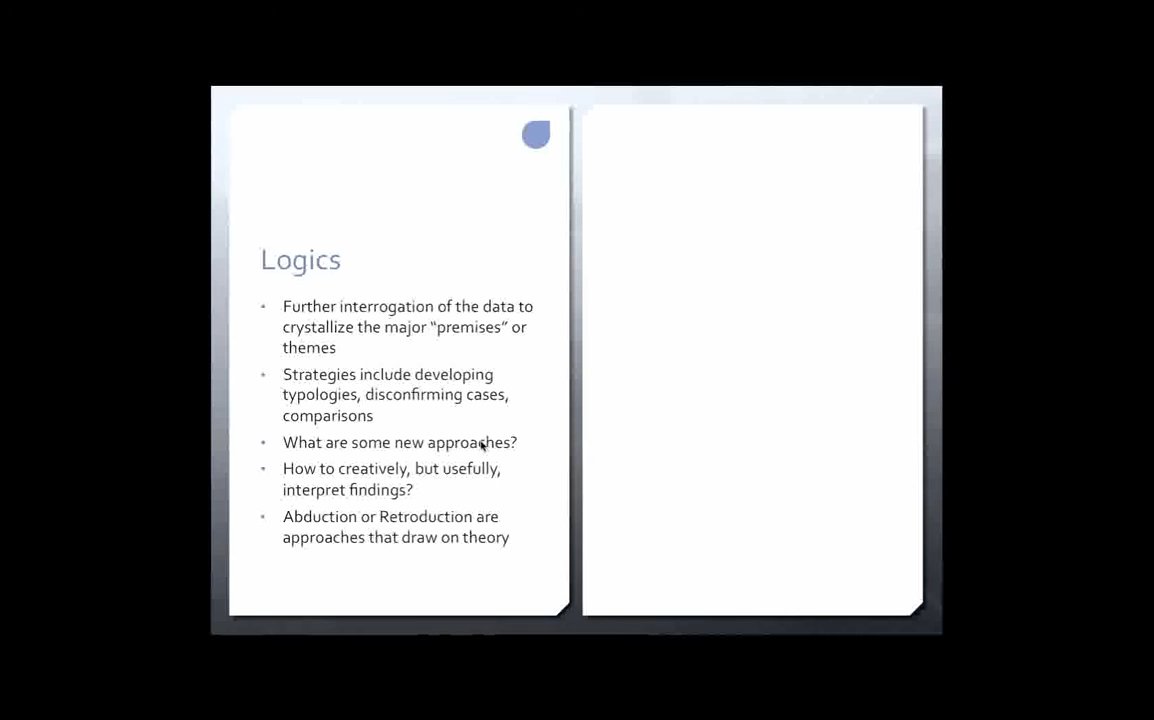 Logics
• Further interrogation of the data to
crystallize the major “premises” or
themes
• Strategies include developing
typologies, disconfirming cases,
comparisons
• What are some new approaches?
• How to creatively, but usefully,
interpret findings?
• Abduction or Retroduction are
approaches that draw on theory